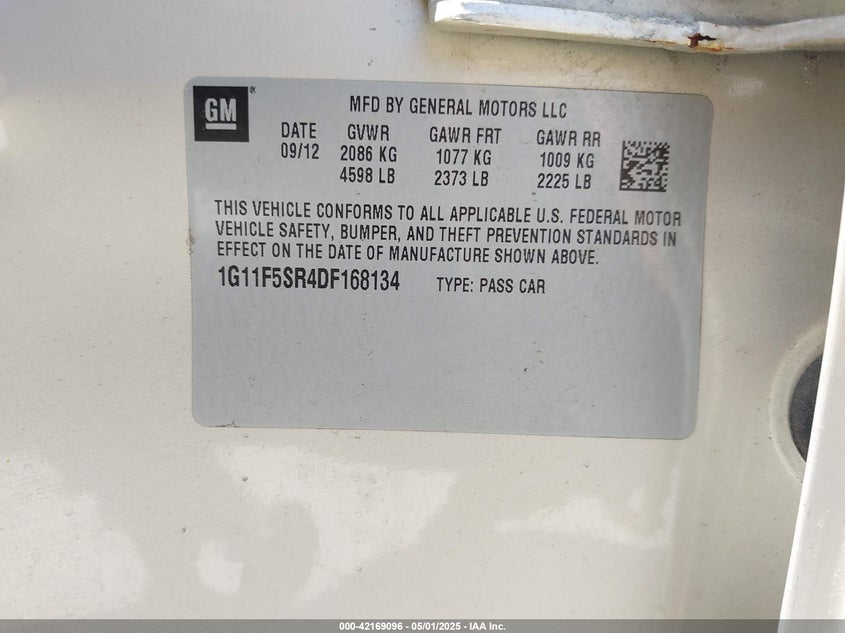 GM®
MFD BY GENERAL MOTORS LLC
DATE GVWR GAWR FRT GAWR RR
09/12 2086 KG 1077 KG 1009 KG
4598 LB 2373 LB 2225 LB
THIS VEHICLE CONFORMS TO ALL APPLICABLE U.S. FEDERAL MOTOR
VEHICLE SAFETY, BUMPER, AND THEFT PREVENTION STANDARDS IN
EFFECT ON THE DATE OF MANUFACTURE SHOWN ABOVE.
1G11F5SR4DF168134 TYPE: PASS CAR
000-42169096 - 05/01/2025 - IAA Inc.